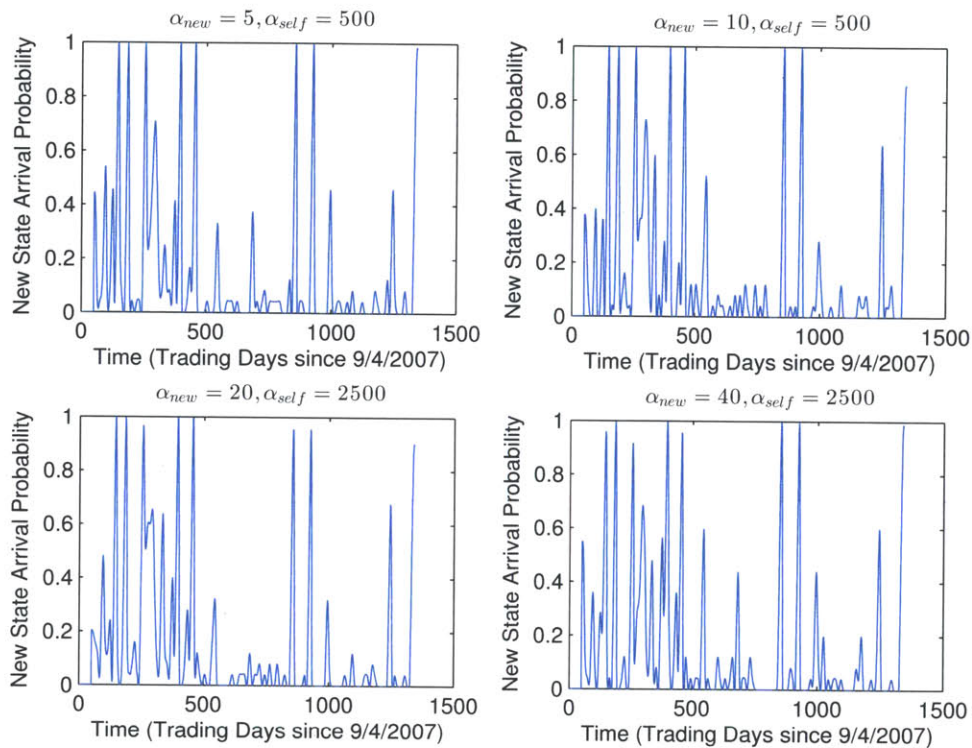 α_new = 5, α_self = 500
New State Arrival Probability
1
0.8
0.6
0.4
0.2
0
0 500 1000 1500
Time (Trading Days since 9/4/2007)
α_new = 10, α_self = 500
New State Arrival Probability
1
0.8
0.6
0.4
0.2
0
0 500 1000 1500
Time (Trading Days since 9/4/2007)
α_new = 20, α_self = 2500
New State Arrival Probability
1
0.8
0.6
0.4
0.2
0
0 500 1000 1500
Time (Trading Days since 9/4/2007)
α_new = 40, α_self = 2500
New State Arrival Probability
1
0.8
0.6
0.4
0.2
0
0 500 1000 1500
Time (Trading Days since 9/4/2007)